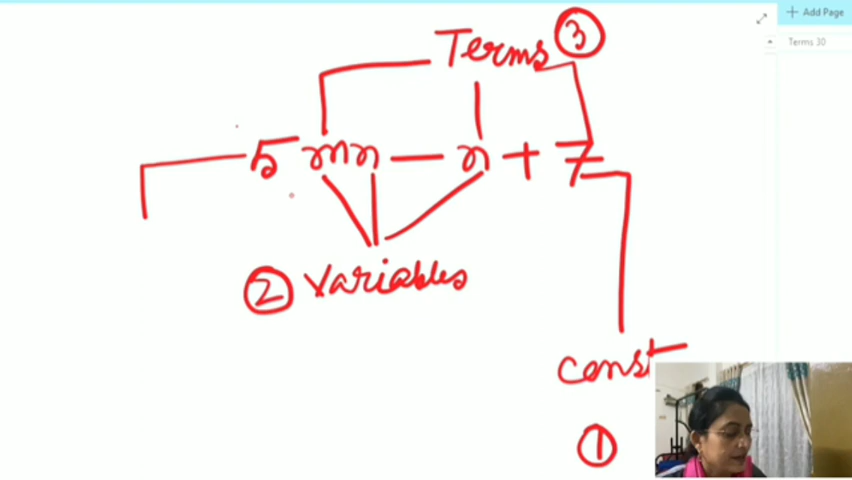 + Add Page
Terms 30
Terms 3
5mn - n + 7
2 Variables
const
1